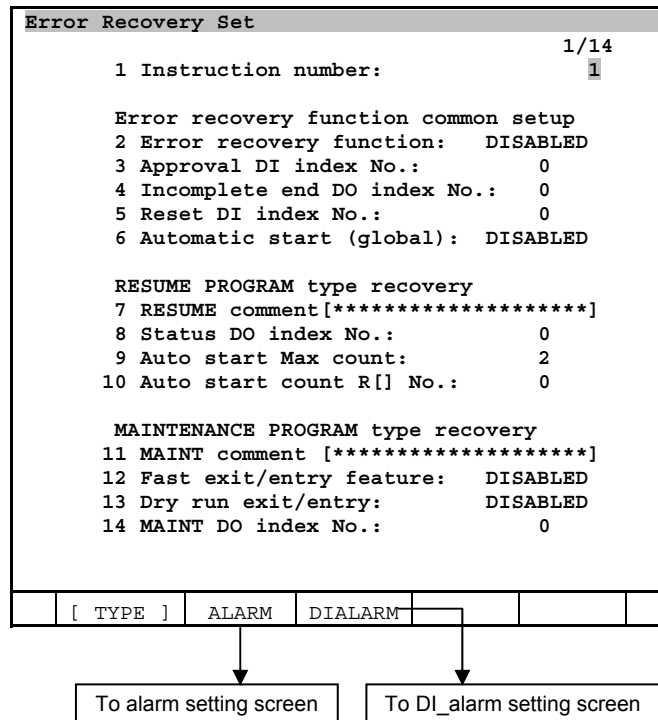 Error Recovery Set
1/14
1 Instruction number: 1
Error recovery function common setup
2 Error recovery function: DISABLED
3 Approval DI index No.: 0
4 Incomplete end DO index No.: 0
5 Reset DI index No.: 0
6 Automatic start (global): DISABLED
RESUME PROGRAM type recovery
7 RESUME comment[********************]
8 Status DO index No.: 0
9 Auto start Max count: 2
10 Auto start count R[] No.: 0
MAINTENANCE PROGRAM type recovery
11 MAINT comment [********************]
12 Fast exit/entry feature: DISABLED
13 Dry run exit/entry: DISABLED
14 MAINT DO index No.: 0
[ TYPE ] ALARM DIALARM
To alarm setting screen To DI_alarm setting screen